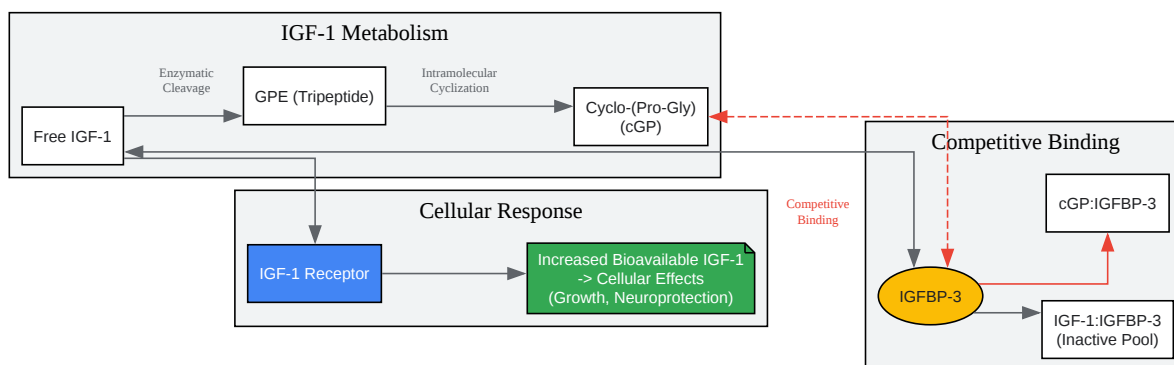 IGF-1 Metabolism
Enzymatic
Cleavage
Intramolecular
Cyclization
GPE (Tripeptide)
Cyclo-(Pro-Gly)
(cGP)
Free IGF-1
Competitive Binding
Cellular Response
Competitive
Binding
cGP:IGFBP-3
IGF-1 Receptor
Increased Bioavailable IGF-1
-> Cellular Effects
(Growth, Neuroprotection)
IGFBP-3
IGF-1:IGFBP-3
(Inactive Pool)